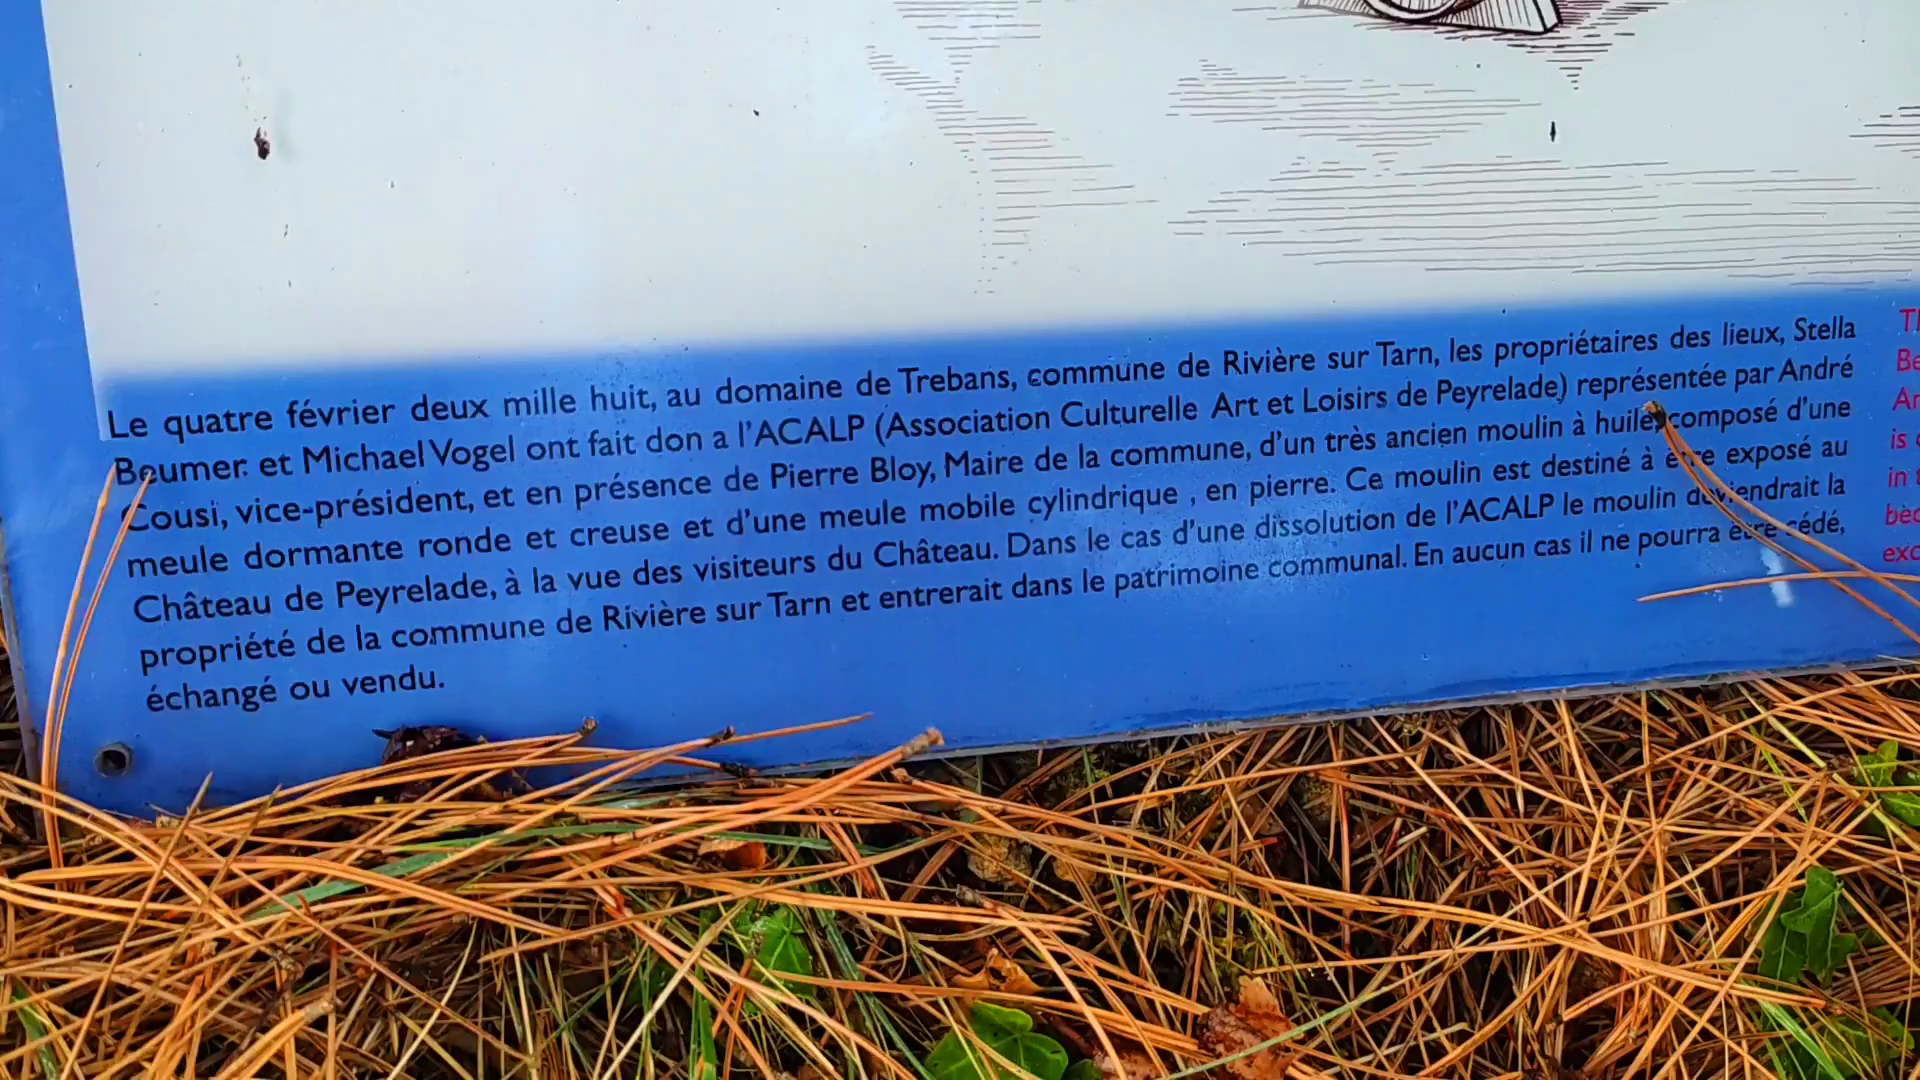 Le quatre février deux mille huit, au domaine de Trebans, commune de Rivière sur Tarn, les propriétaires des lieux, Stella
Beumer. et Michael Vogel ont fait don a l'ACALP (Association Culturelle Art et Loisirs de Peyrelade) représentée par André
Cousi, vice-président, et en présence de Pierre Bloy, Maire de la commune, d'un très ancien moulin à huile, composé d'une
meule dormante ronde et creuse et d'une meule mobile cylindrique , en pierre. Ce moulin est destiné à être exposé au
Château de Peyrelade, à la vue des visiteurs du Château. Dans le cas d'une dissolution de l'ACALP le moulin deviendrait la
propriété de la commune de Rivière sur Tarn et entrerait dans le patrimoine communal. En aucun cas il ne pourra être cédé,
échangé ou vendu.
is